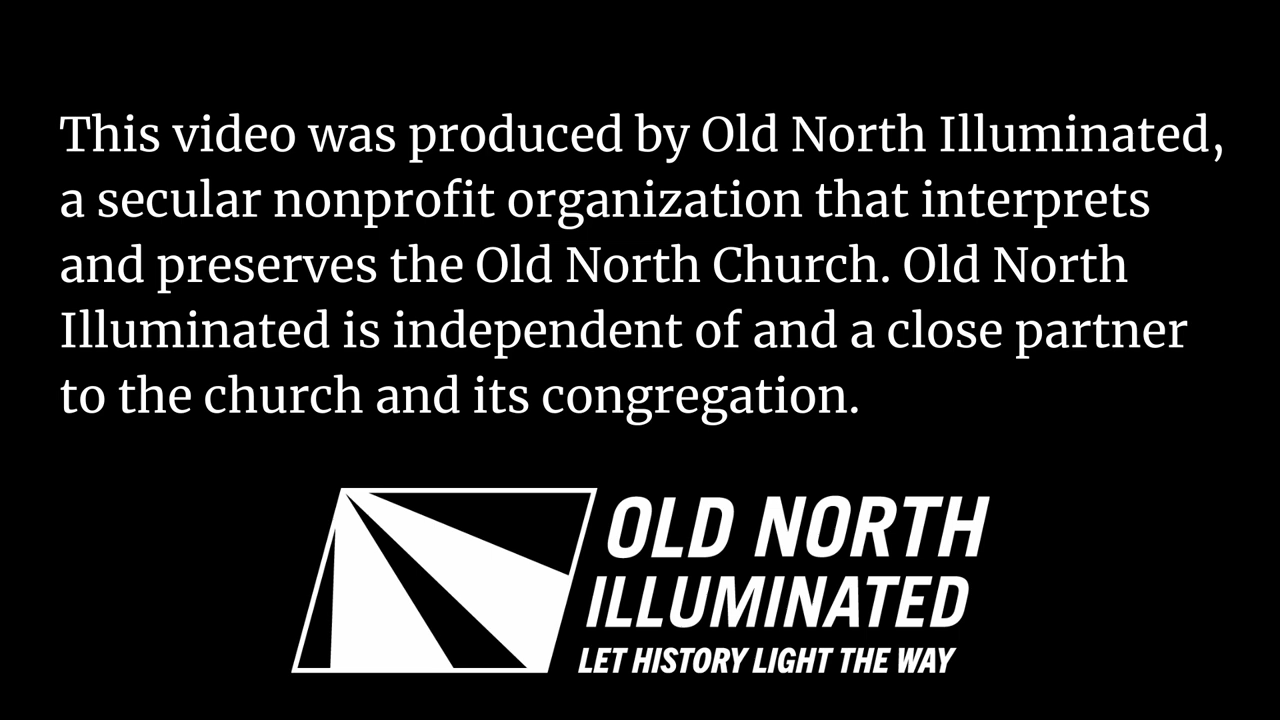 This video was produced by Old North Illuminated,
a secular nonprofit organization that interprets
and preserves the Old North Church. Old North
Illuminated is independent of and a close partner
to the church and its congregation.
OLD NORTH
ILLUMINATED
LET HISTORY LIGHT THE WAY